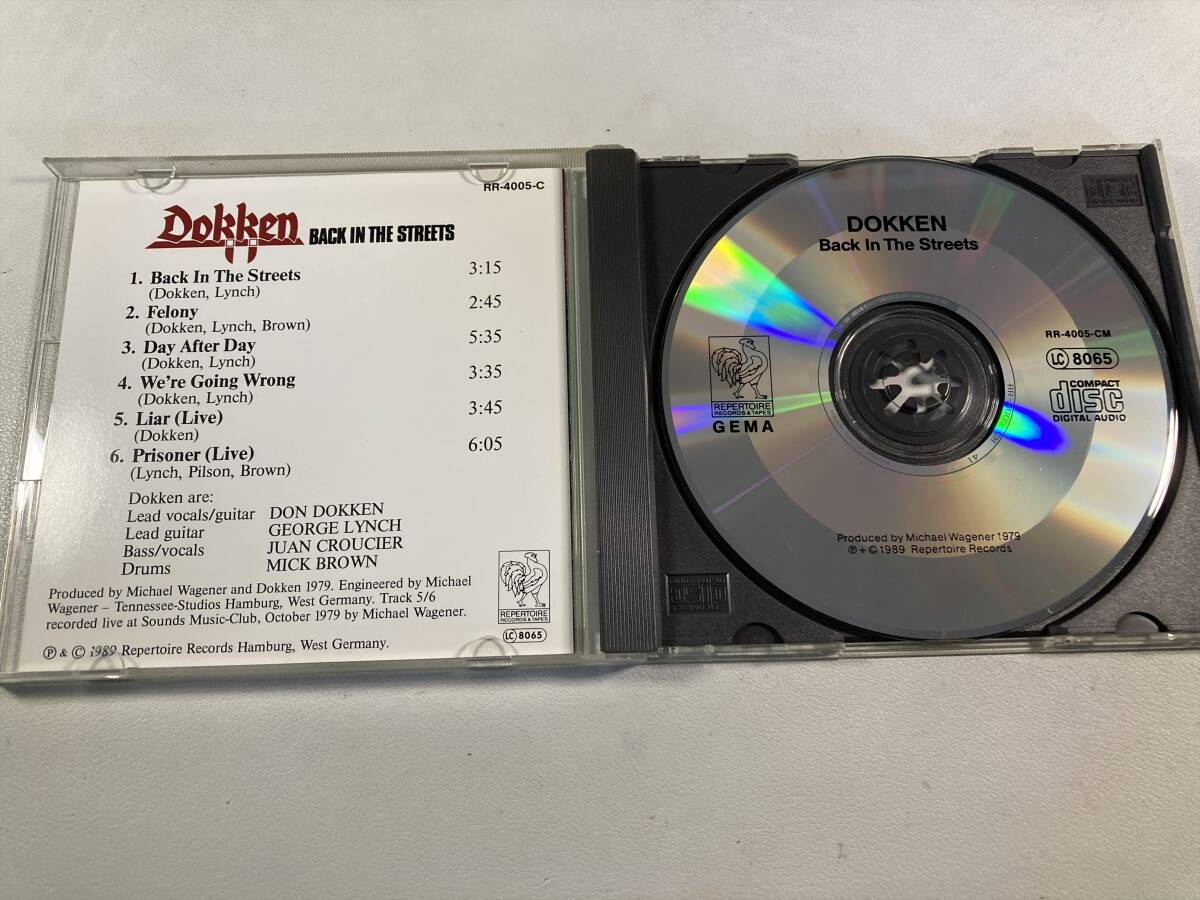 RR-4005-C
Dokken BACK IN THE STREETS
1. Back In The Streets 3:15
(Dokken, Lynch)
2. Felony 2:45
(Dokken, Lynch, Brown)
3. Day After Day 5:35
(Dokken, Lynch)
4. We're Going Wrong 3:35
(Dokken, Lynch)
5. Liar (Live) 3:45
(Dokken)
6. Prisoner (Live) 6:05
(Lynch, Pilson, Brown)
Dokken are:
Lead vocals/guitar DON DOKKEN
Lead guitar GEORGE LYNCH
Bass/vocals JUAN CROUCIER
Drums MICK BROWN
Produced by Michael Wagener and Dokken 1979. Engineered by Michael
Wagener – Tennessee-Studios Hamburg, West Germany. Track 5/6
recorded live at Sounds Music-Club, October 1979 by Michael Wagener.
℗ & © 1989 Repertoire Records Hamburg, West Germany.
REPERTOIRE
RECORDS & TAPES
LC 8065
DOKKEN
Back In The Streets
RR-4005-CM
LC 8065
COMPACT
disc
DIGITAL AUDIO
REPERTOIRE
RECORDS & TAPES
GEMA
Produced by Michael Wagener 1979
℗ + © 1989 Repertoire Records